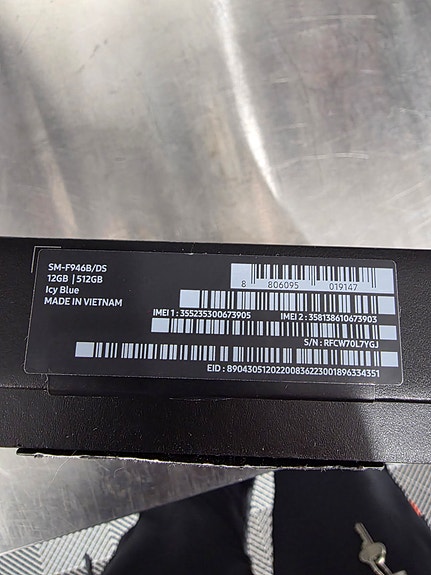 SM-F946B/DS
12GB | 512GB
Icy Blue
MADE IN VIETNAM
8 806095 019147
IMEI 1 : 355235300673905
IMEI 2 : 358138610673903
S/N : RFCW70L7YGJ
EID : 89043051202200836223001896334351